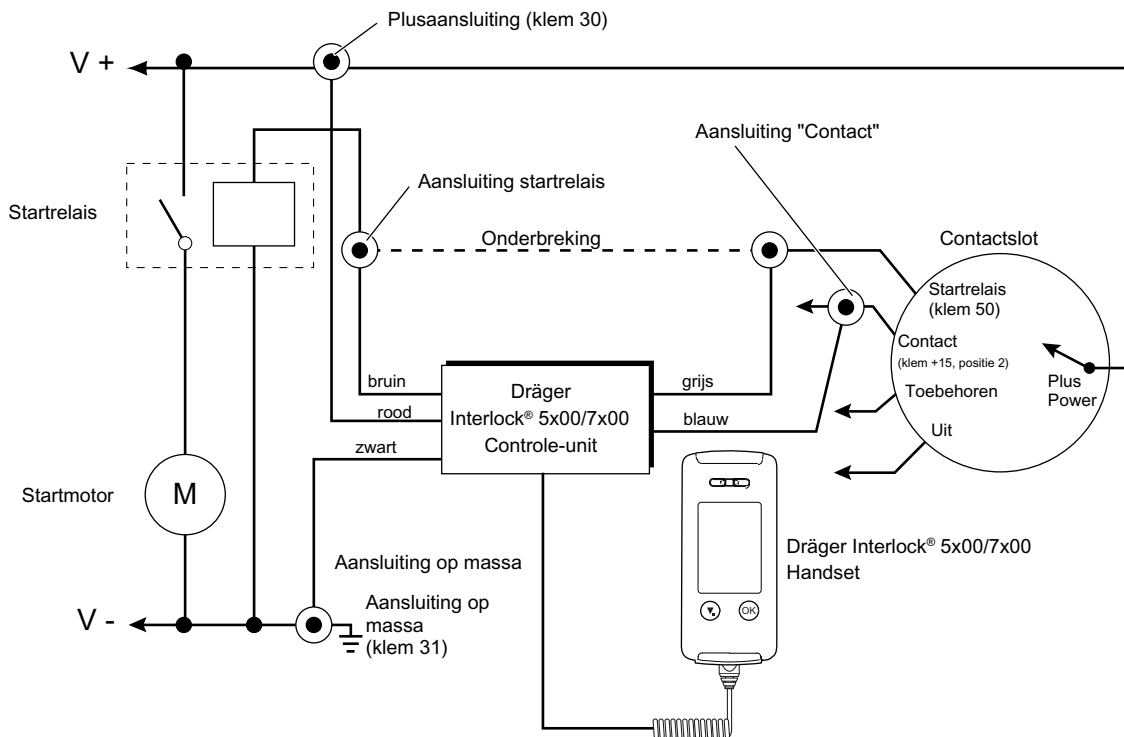 Plusaansluiting (klem 30)
V +
Aansluiting "Contact"
Aansluiting startrelais
Startrelais
Onderbreking
Contactslot
Startrelais
(klem 50)
Contact
(klem +15, positie 2)
Toebehoren
Plus
Power
Uit
bruin
rood
zwart
Dräger
Interlock® 5x00/7x00
Controle-unit
grijs
blauw
Startmotor
M
Aansluiting op massa
Aansluiting op
massa
(klem 31)
V -
OK
Dräger Interlock® 5x00/7x00
Handset